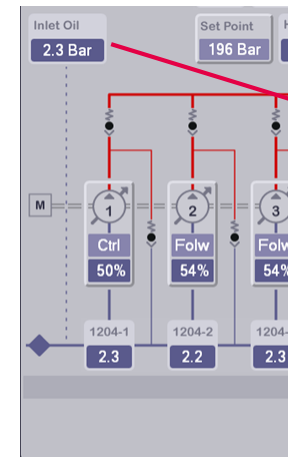 Inlet Oil
2.3 Bar
Set Point
196 Bar
M
1
2
3
Ctrl
Folw
Folw
50%
54%
54%
1204-1
1204-2
1204-
2.3
2.2
2.3